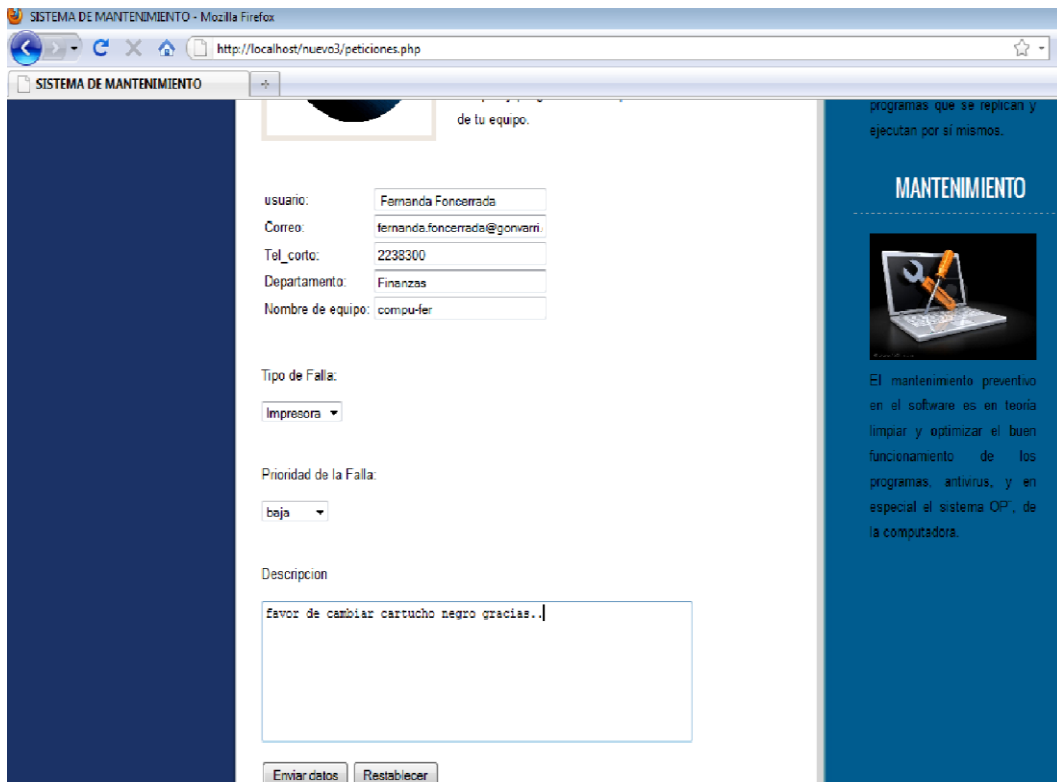 SISTEMA DE MANTENIMIENTO - Mozilla Firefox
http://localhost/nuevo3/peticiones.php
SISTEMA DE MANTENIMIENTO
de tu equipo.
usuario: Fernanda Foncerrada
Correo: fernanda.foncerrada@gonvarri.
Tel_corto: 2238300
Departamento: Finanzas
Nombre de equipo: compu-fer
Tipo de Falla:
Impresora
Prioridad de la Falla:
baja
Descripcion
favor de cambiar cartucho negro gracias..
Enviar datos Restablecer
programas que se replican y
ejecutan por si mismos.
MANTENIMIENTO
El mantenimiento preventivo
en el software es en teoria
limpiar y optimizar el buen
funcionamiento de los
programas, antivirus, y en
especial el sistema OP¨, de
la computadora.